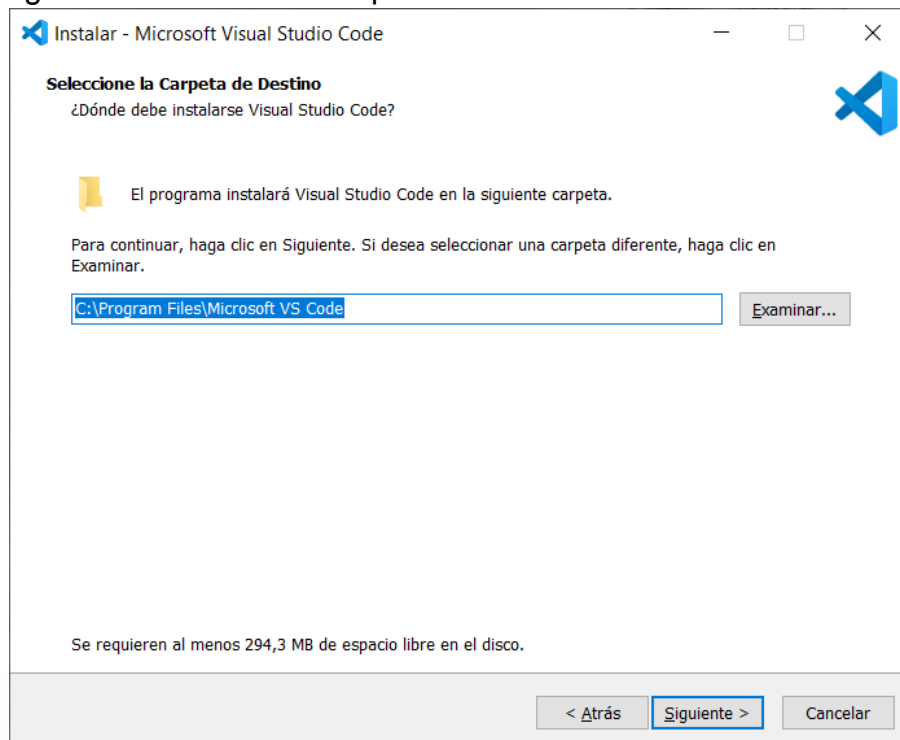 Instalar - Microsoft Visual Studio Code
Seleccione la Carpeta de Destino
¿Dónde debe instalarse Visual Studio Code?
El programa instalará Visual Studio Code en la siguiente carpeta.
Para continuar, haga clic en Siguiente. Si desea seleccionar una carpeta diferente, haga clic en
Examinar.
C:\Program Files\Microsoft VS Code
Examinar...
Se requieren al menos 294,3 MB de espacio libre en el disco.
< Atrás
Siguiente >
Cancelar